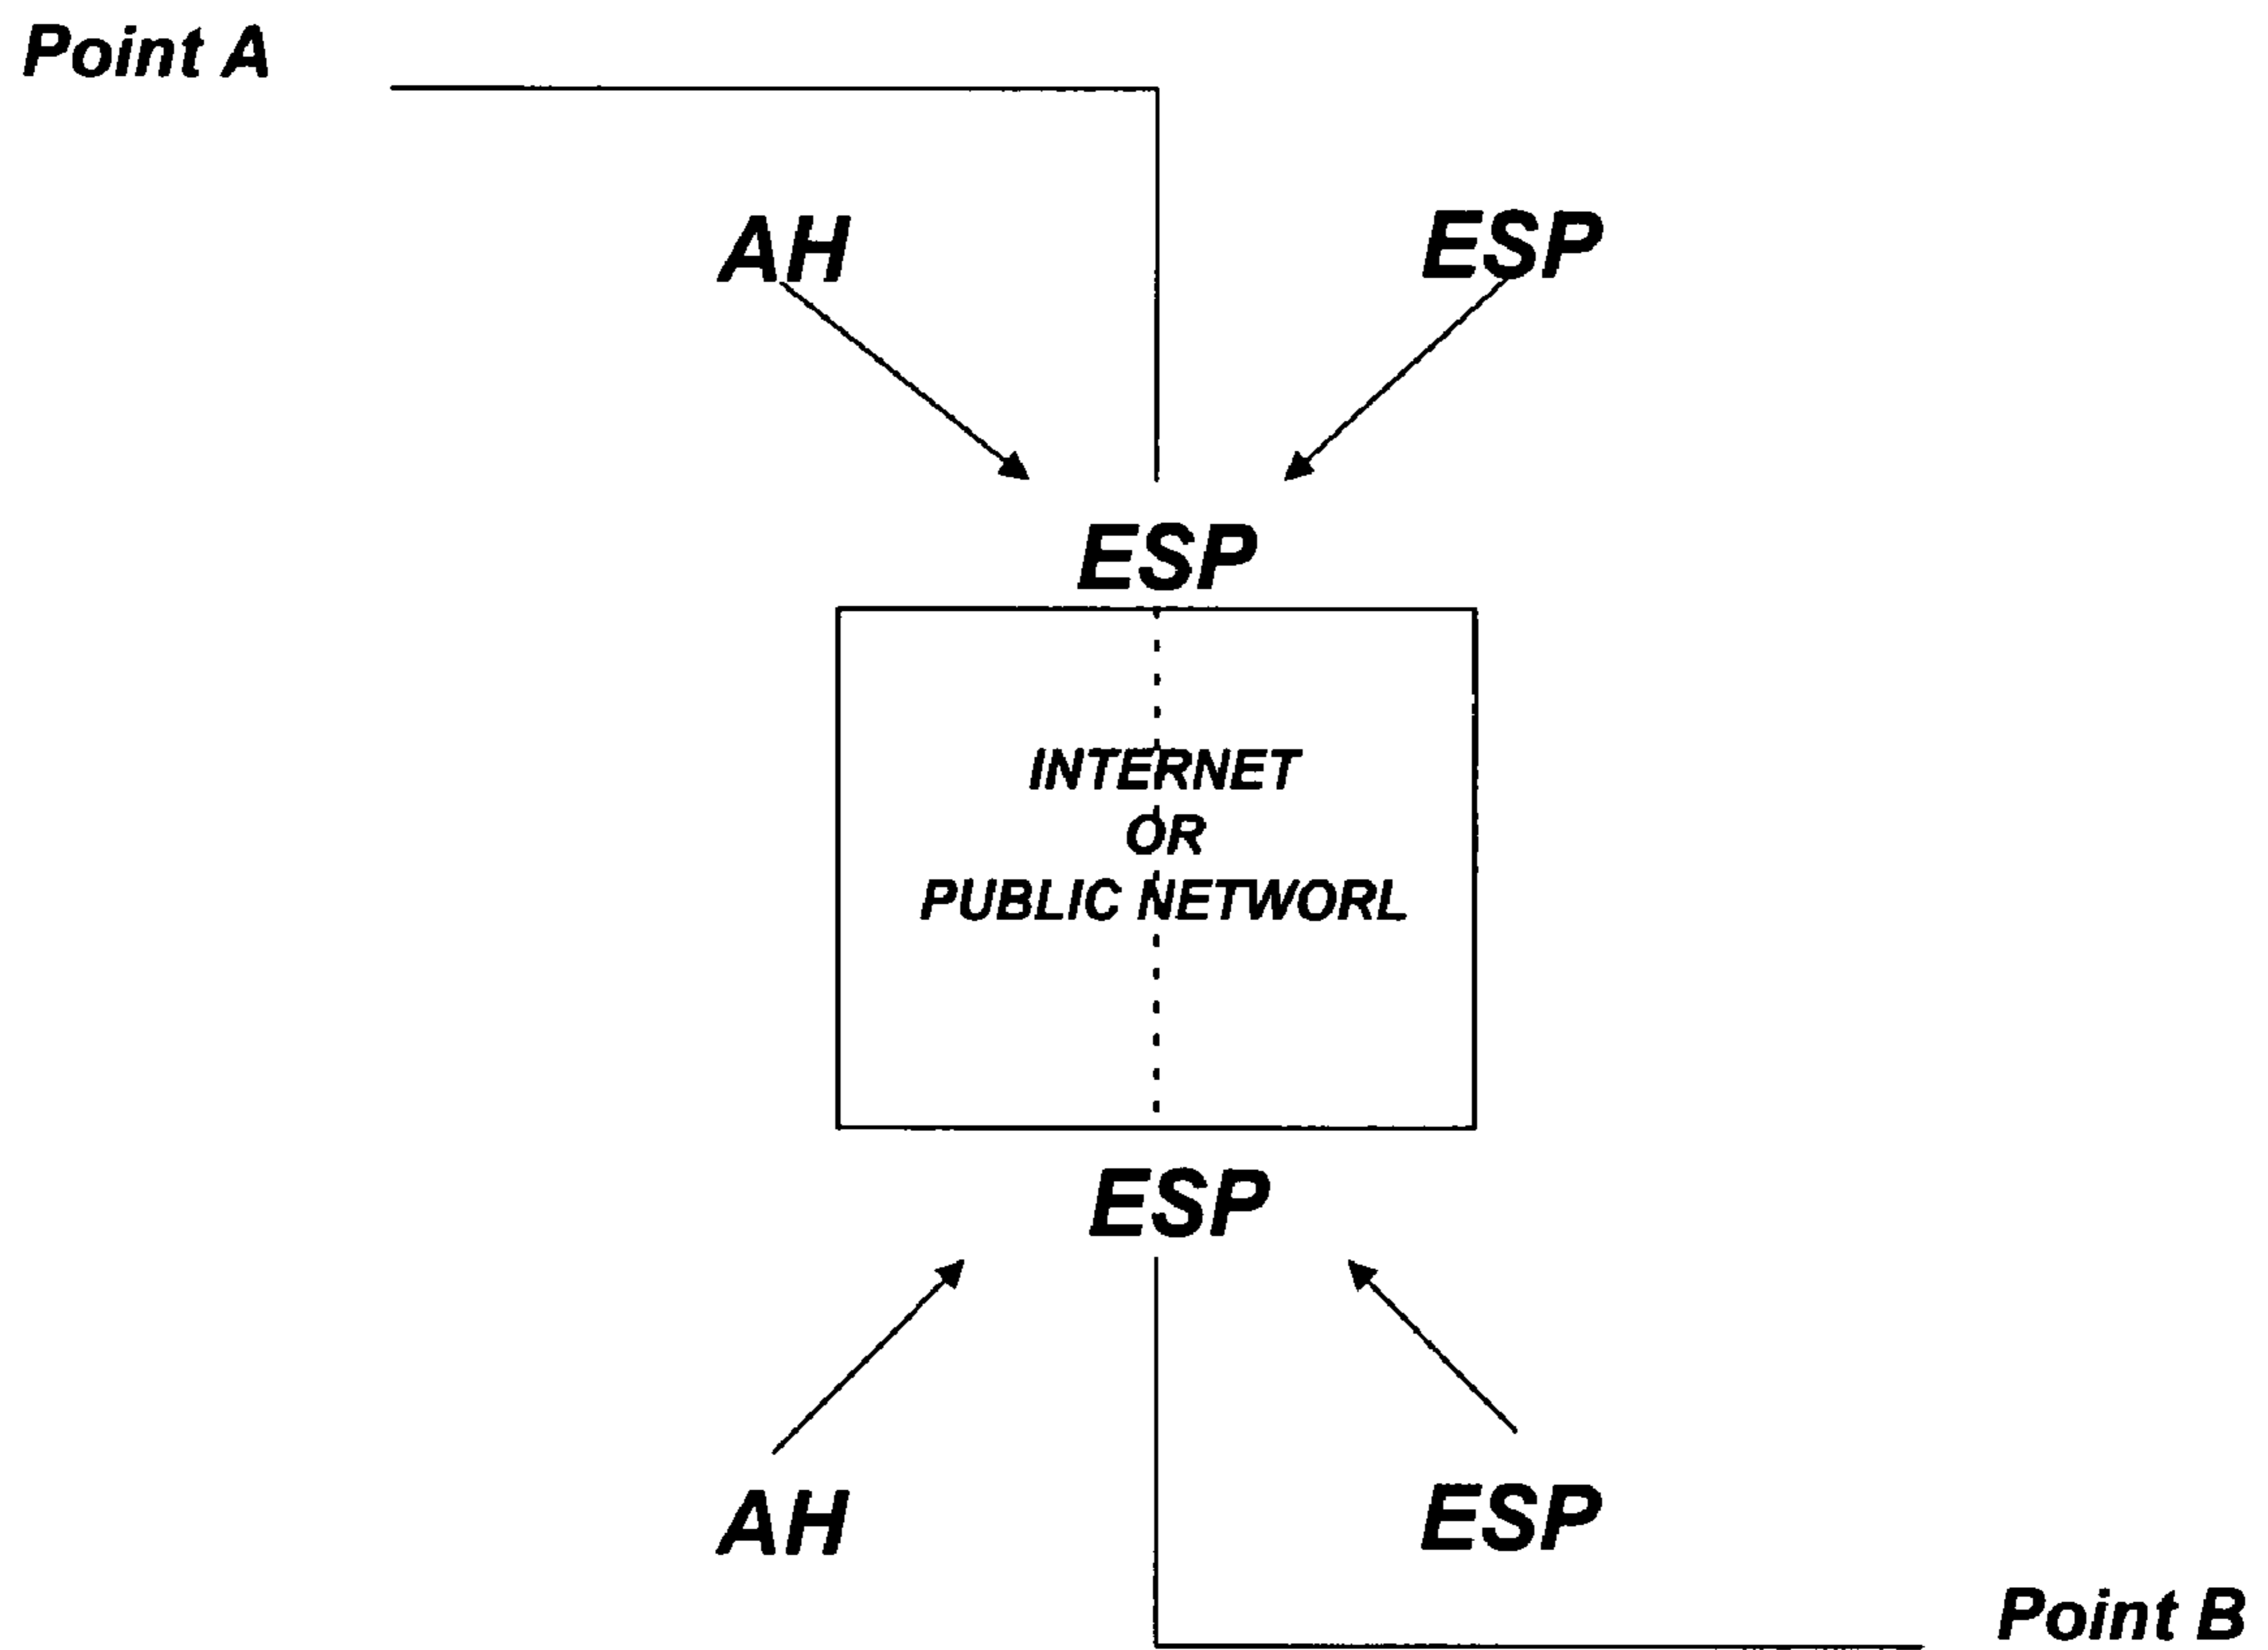 Point A
AH
ESP
ESP
INTERNET
OR
PUBLIC NETWORL
ESP
AH
ESP
Point B